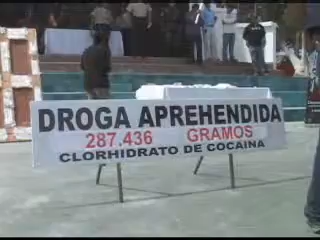 DROGA APREHENDIDA
287.436 GRAMOS
CLORHIDRATO DE COCAINA